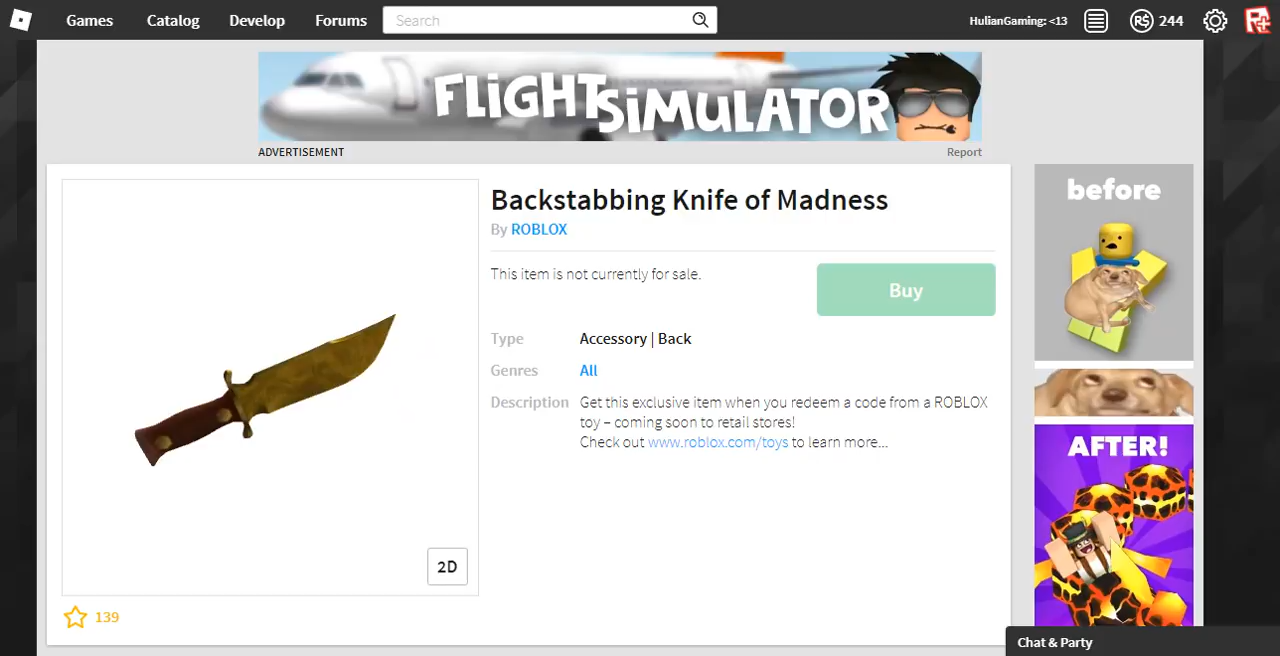 Games Catalog Develop Forums Search HulianGaming: <13 R$ 244 R+
FLiGHTSiMULATOR
ADVERTISEMENT Report
Backstabbing Knife of Madness
By ROBLOX
This item is not currently for sale.
Buy
Type Accessory | Back
Genres All
Description Get this exclusive item when you redeem a code from a ROBLOX
toy – coming soon to retail stores!
Check out www.roblox.com/toys to learn more...
2D
139
before
AFTER!
Chat & Party